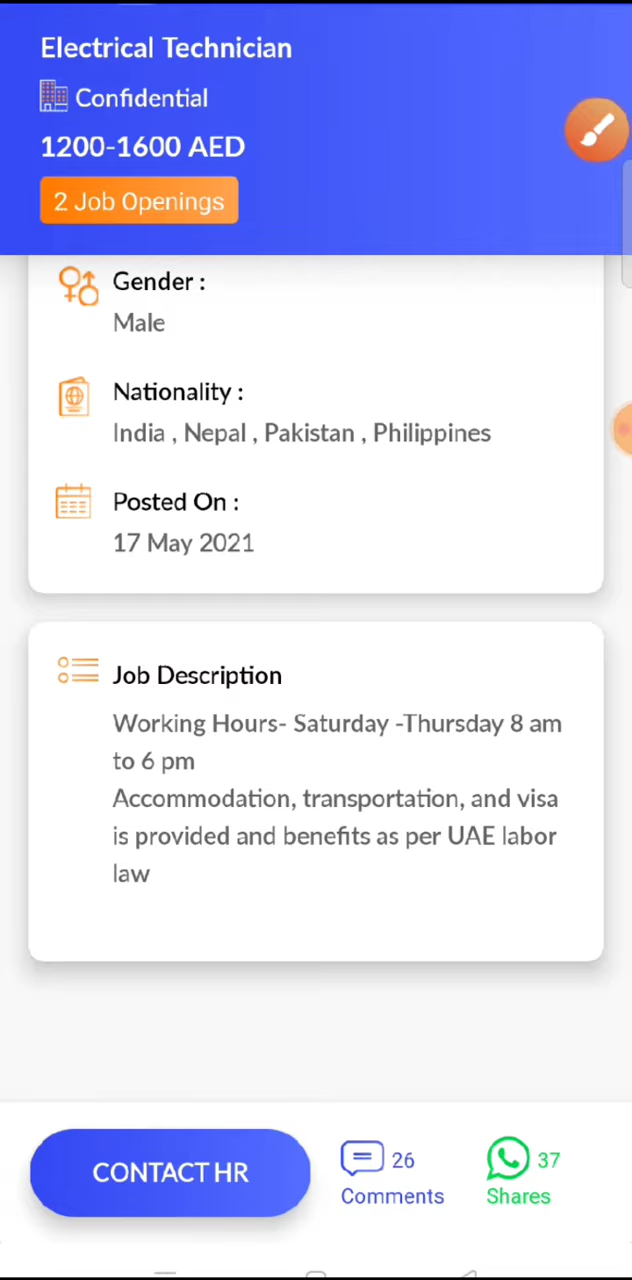 Electrical Technician
Confidential
1200-1600 AED
2 Job Openings
Gender :
Male
Nationality :
India , Nepal , Pakistan , Philippines
Posted On :
17 May 2021
Job Description
Working Hours- Saturday -Thursday 8 am
to 6 pm
Accommodation, transportation, and visa
is provided and benefits as per UAE labor
law
CONTACT HR
26
Comments
37
Shares